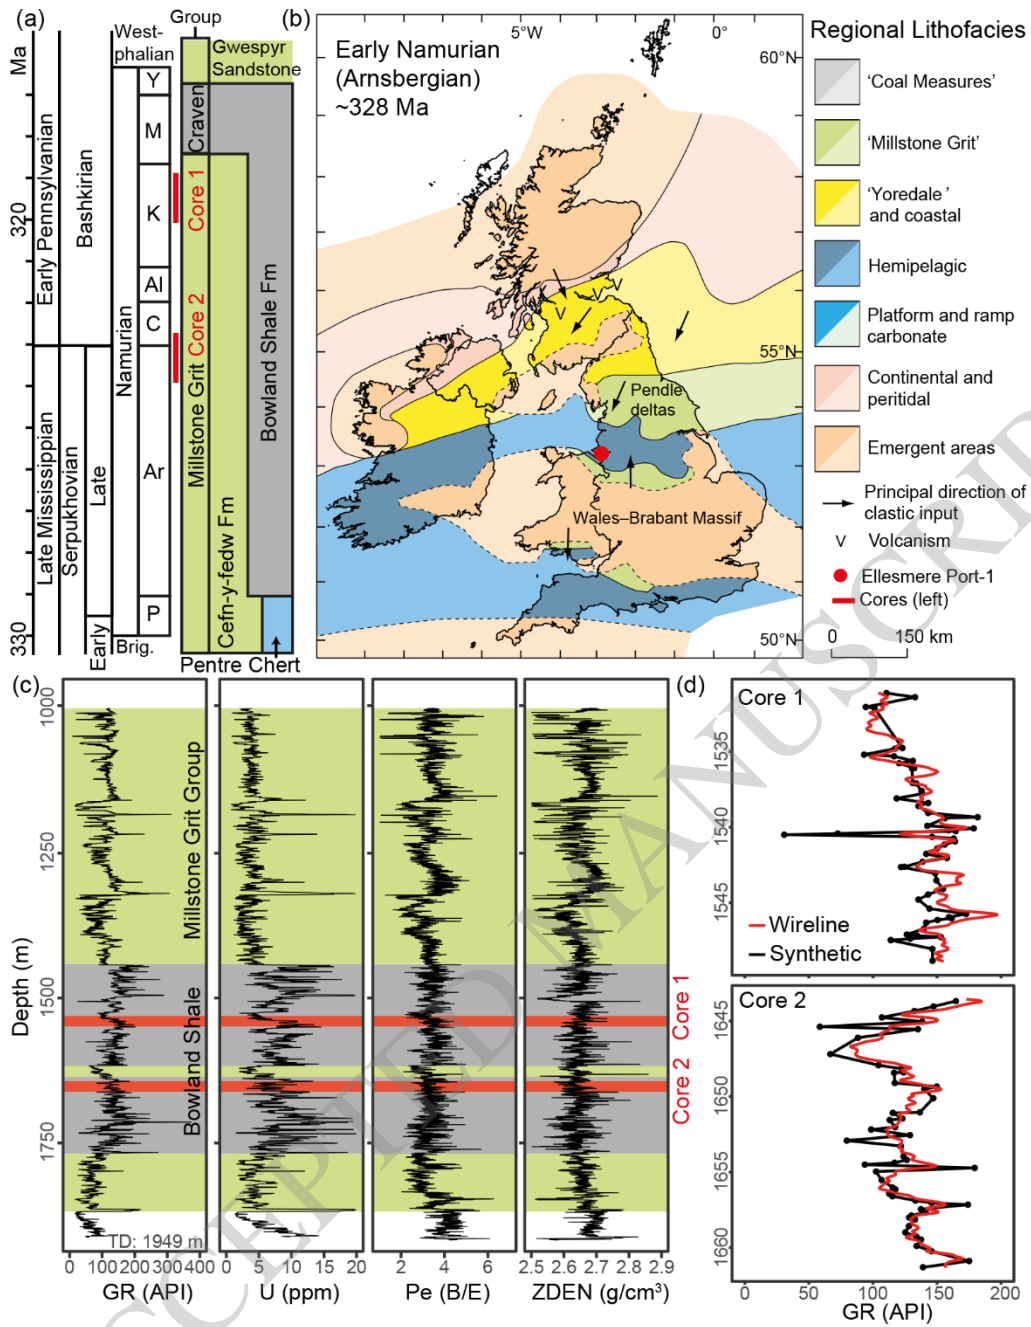 (a)
Group
Ma
West-
phalian
Gwespyr
Sandstone
Y
M
K
Al
C
Ar
P
Brig.
320
330
Early Pennsylvanian
Late Mississippian
Bashkirian
Serpukhovian
Late
Early
Namurian
Craven
Millstone Grit
Core 1
Core 2
Cefn-y-fedw Fm
Bowland Shale Fm
Pentre Chert
(b)
5°W
0°
Early Namurian
(Arnsbergian)
~328 Ma
60°N
55°N
50°N
V
V
V
Pendle
deltas
Wales–Brabant Massif
Regional Lithofacies
‘Coal Measures’
‘Millstone Grit’
‘Yoredale’
and coastal
Hemipelagic
Platform and ramp
carbonate
Continental and
peritidal
Emergent areas
Principal direction of
clastic input
V Volcanism
Ellesmere Port-1
Cores (left)
0 150 km
(c)
Depth (m)
1000
1250
1500
1750
Millstone Grit Group
Bowland Shale
Core 1
Core 2
TD: 1949 m
0 100 200 300 400
GR (API)
0 5 10 15 20
U (ppm)
2 4 6
Pe (B/E)
2.5 2.6 2.7 2.8 2.9
ZDEN (g/cm³)
(d)
Core 1
1535
1540
1545
Wireline
Synthetic
Core 2
1645
1650
1655
1660
0 50 100 150 200
GR (API)
CCEPTED MANUSCRIP